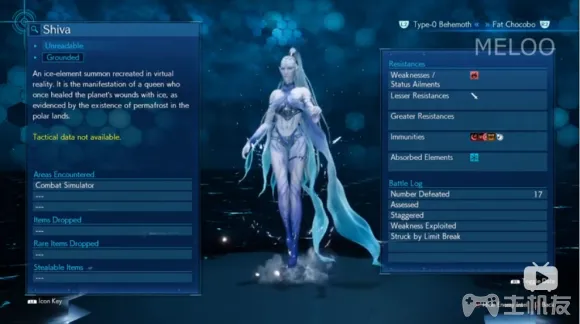 Shiva
Type-0 Behemoth
Fat Chocobo
MELOO
Unreadable
Grounded
An ice-element summon recreated in virtual
reality. It is the manifestation of a queen who
once healed the planet's wounds with ice, as
evidenced by the existence of permafrost in the
polar lands.
Tactical data not available.
Areas Encountered
Combat Simulator
---
---
Items Dropped
---
Rare Items Dropped
---
Stealable Items
---
Icon Key
Resistances
Weaknesses /
Status Ailments
Lesser Resistances
Greater Resistances
Immunities
Absorbed Elements
Battle Log
Number Defeated 17
Assessed
Staggered
Weakness Exploited
Struck by Limit Break
主机友